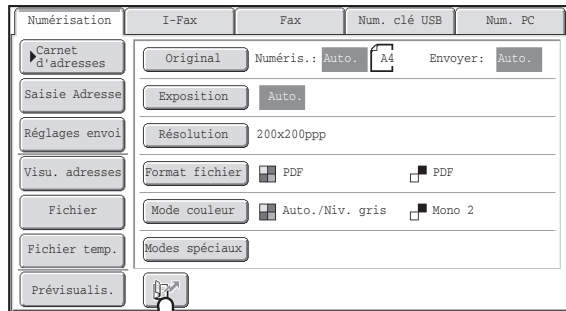 Numérisation I-Fax Fax Num. clé USB Num. PC
Carnet
d'adresses
Original Numéris.: Auto. A4 Envoyer: Auto.
Saisie Adresse Exposition Auto.
Réglages envoi Résolution 200x200ppp
Visu. adresses Format fichier PDF PDF
Fichier Mode couleur Auto./Niv. gris Mono 2
Fichier temp. Modes spéciaux
Prévisualis.